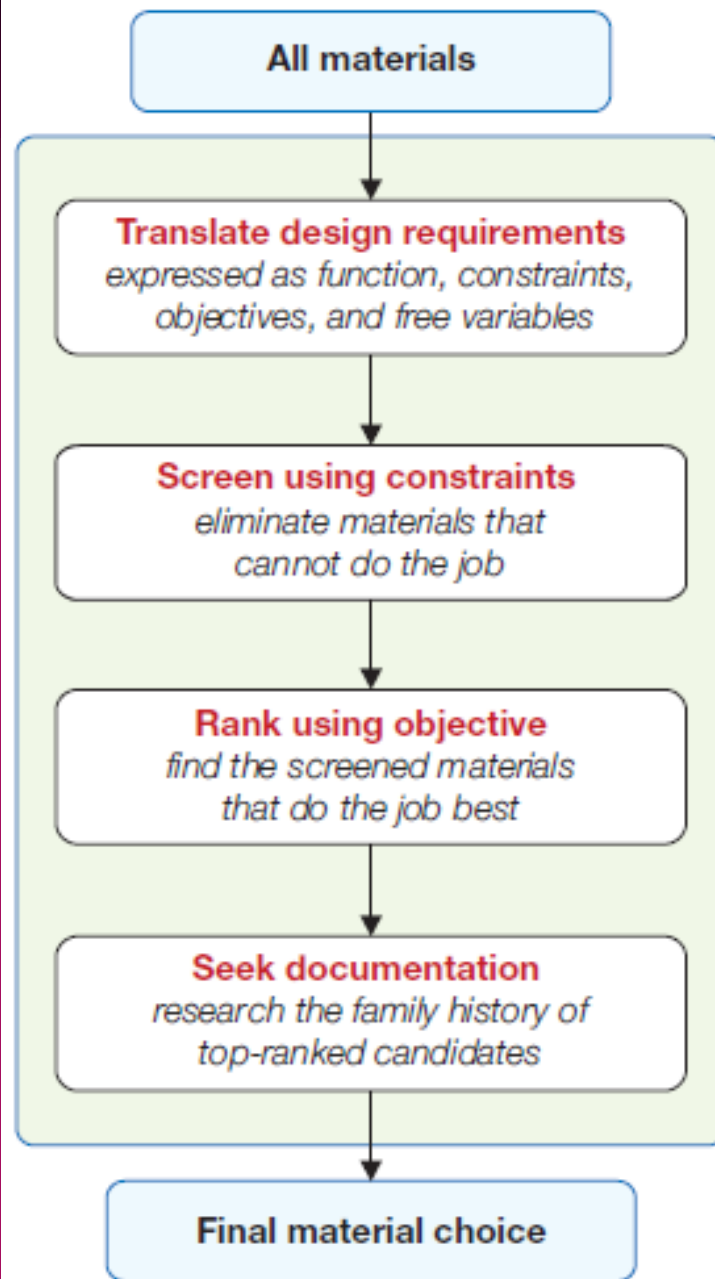 All materials
Translate design requirements
expressed as function, constraints,
objectives, and free variables
Screen using constraints
eliminate materials that
cannot do the job
Rank using objective
find the screened materials
that do the job best
Seek documentation
research the family history of
top-ranked candidates
Final material choice